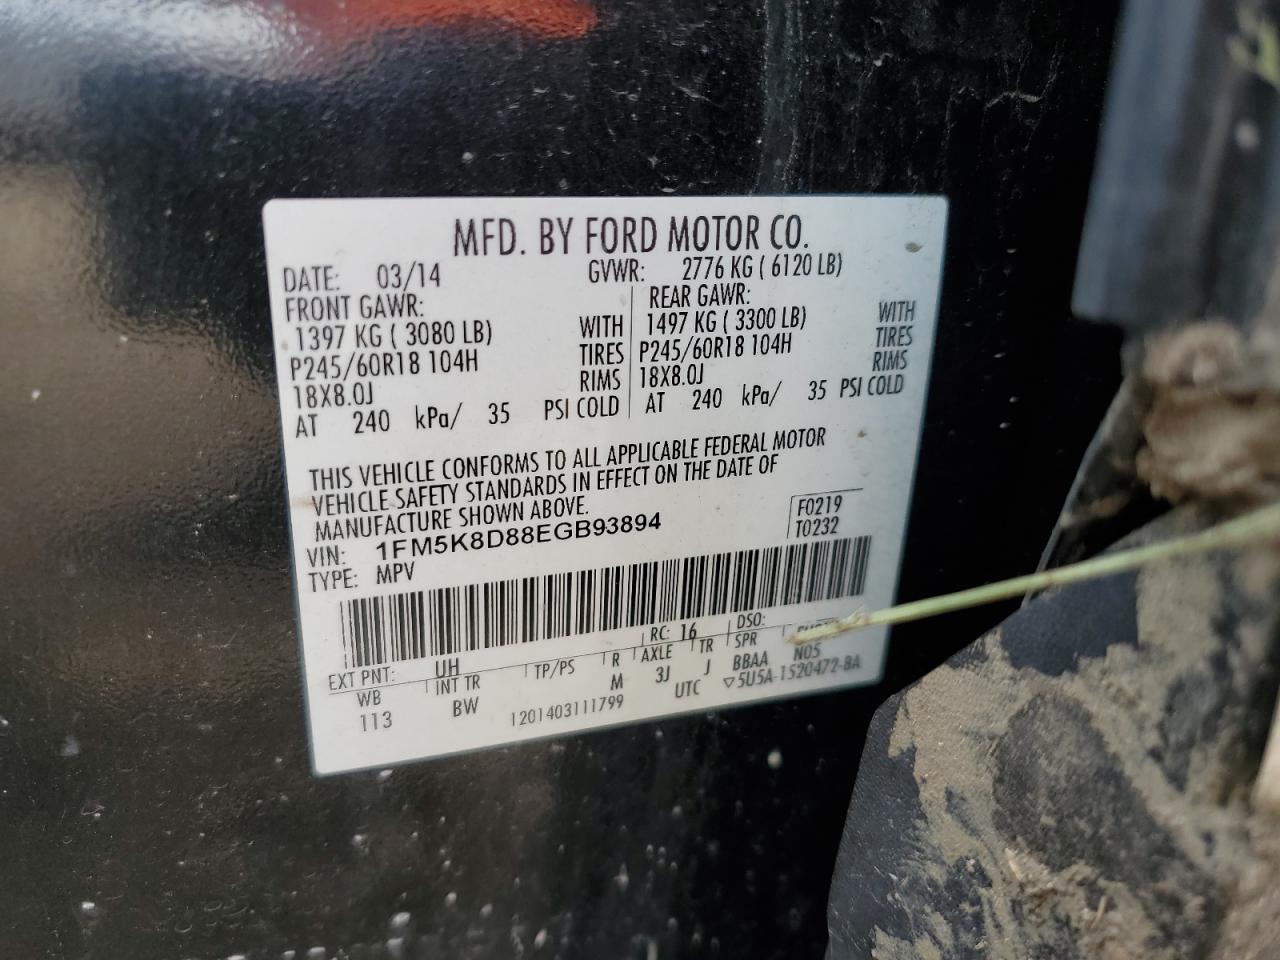 MFD. BY FORD MOTOR CO.
DATE: 03/14 GVWR: 2776 KG ( 6120 LB)
FRONT GAWR: REAR GAWR:
1397 KG ( 3080 LB) WITH 1497 KG ( 3300 LB) WITH
P245/60R18 104H TIRES P245/60R18 104H TIRES
18X8.0J RIMS 18X8.0J RIMS
AT 240 kPa/ 35 PSI COLD AT 240 kPa/ 35 PSI COLD
THIS VEHICLE CONFORMS TO ALL APPLICABLE FEDERAL MOTOR
VEHICLE SAFETY STANDARDS IN EFFECT ON THE DATE OF
MANUFACTURE SHOWN ABOVE.
VIN: 1FM5K8D88EGB93894 F0219
TYPE: MPV T0232
EXT PNT: UH RC: 16 DSO:
WB INT TR TP/PS R AXLE TR SPR
113 BW M 3J J BBAA N05
1201403111799 UTC ▽5U5A-1520472-BA